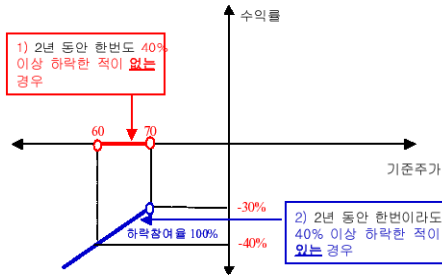 수익률
1) 2년 동안 한번도 40%
이상 하락한 적이 없는
경우
60
70
기준주가
-30%
하락참여율 100%
-40%
2) 2년 동안 한번이라도
40% 이상 하락한 적이
있는 경우